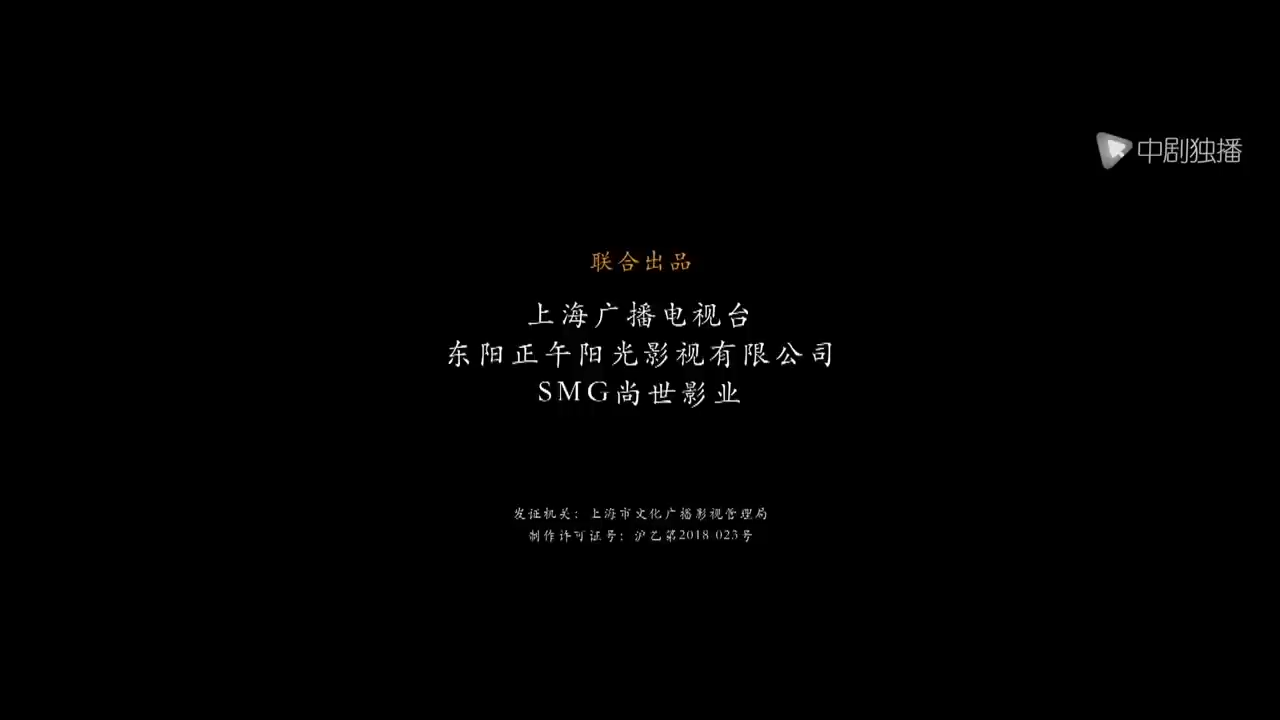 中剧独播
联合出品
上海广播电视台
东阳正午阳光影视有限公司
SMG尚世影业
发证机关：上海市文化广播影视管理局
制作许可证号：沪乙第2018 023号